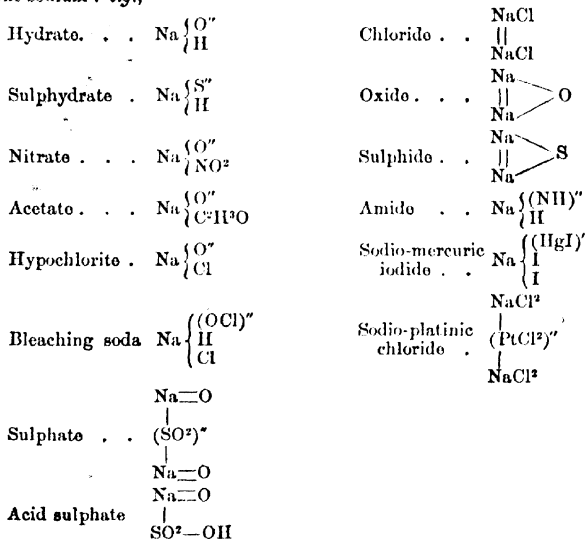 Hydrate . . Na { O″ H
Sulphydrate . Na { S″ H
Nitrate . . . Na { O″ NO²
Acetate . . . Na { O″ C²H³O
Hypochlorite . Na { O″ Cl
Bleaching soda Na { (OCl)″ H Cl
Na=O
|
Sulphate . . (SO²)″
|
Na=O
Na=O
|
Acid sulphate
SO²—OH
NaCl
Chloride . . ||
NaCl
Na
Oxide . . . || O
Na
Na
Sulphide . . || S
Na
Amide . . Na { (NH)″ H
Sodio-mercuric
iodide . . Na { (HgI)′ I I
NaCl²
|
Sodio-platinic (PtCl²)″
chloride .
|
NaCl²